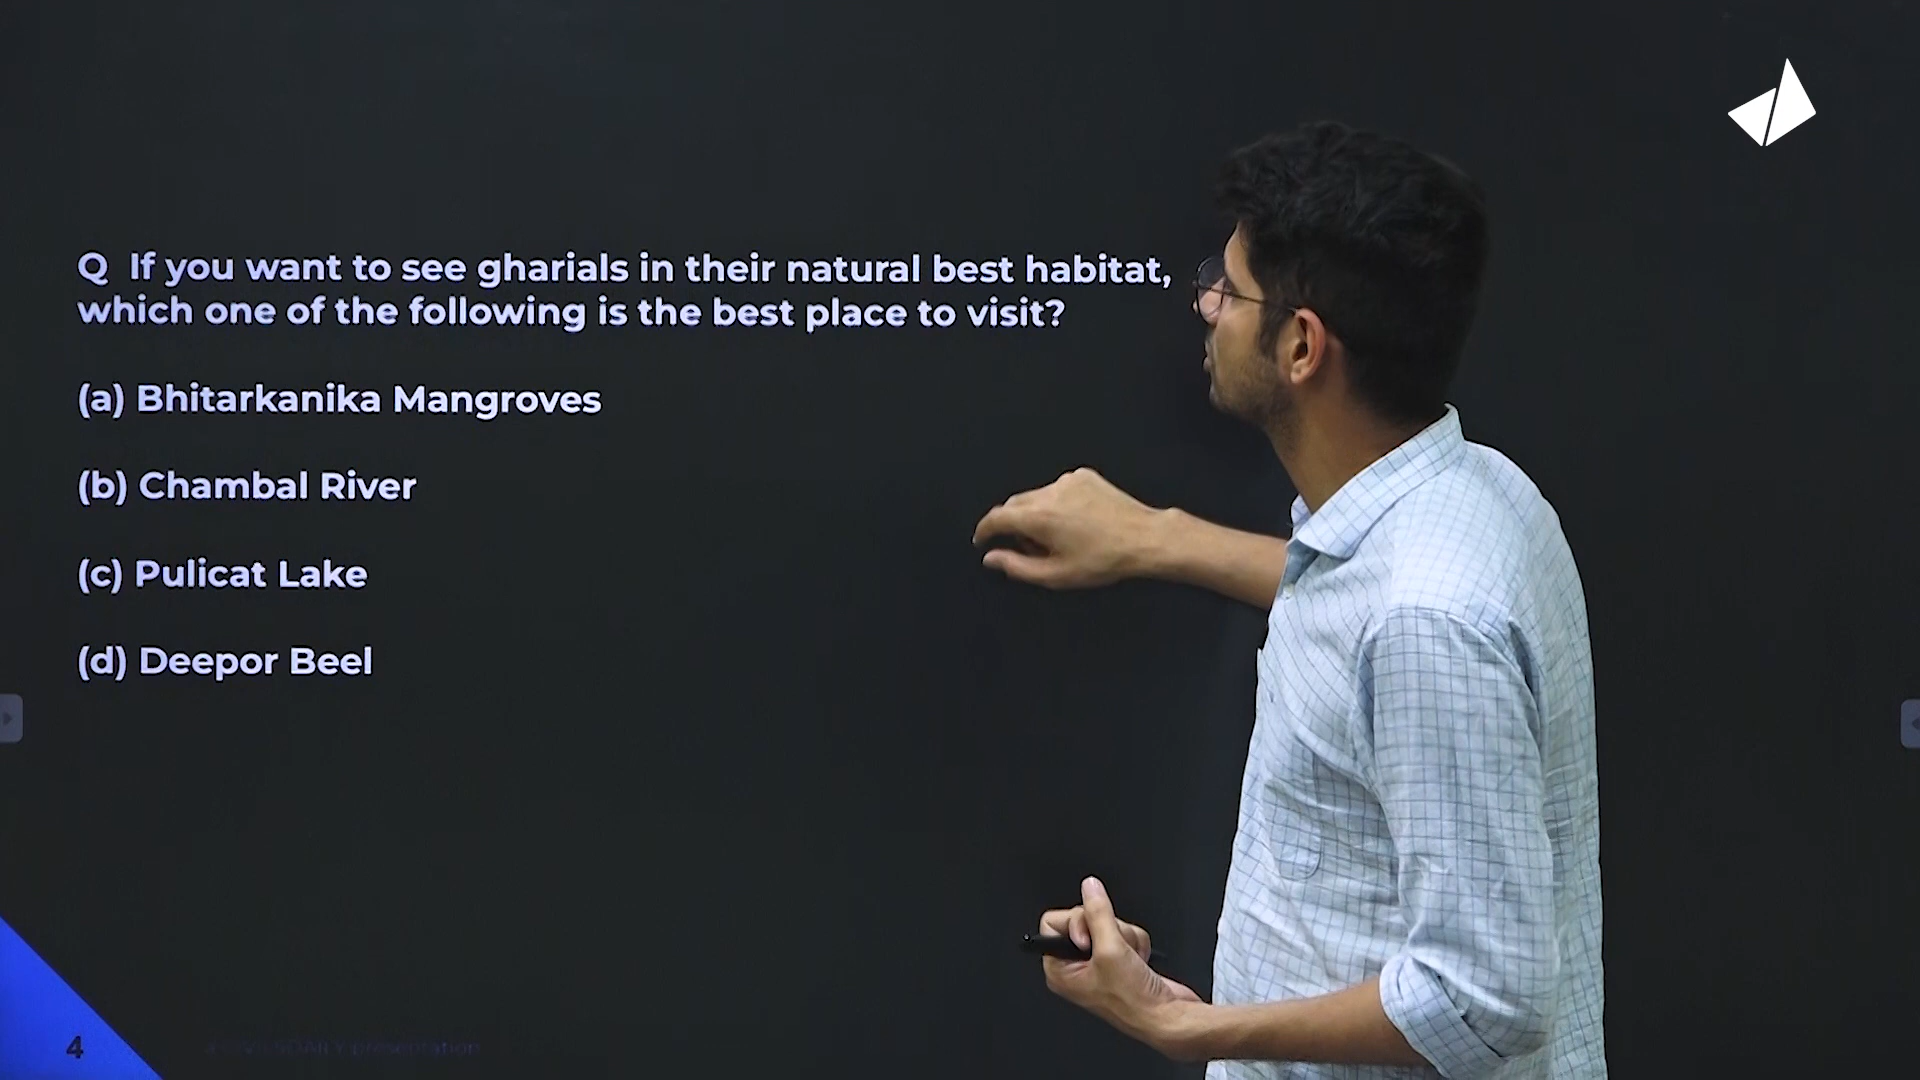 Q If you want to see gharials in their natural best habitat,
which one of the following is the best place to visit?
(a) Bhitarkanika Mangroves
(b) Chambal River
(c) Pulicat Lake
(d) Deepor Beel
4
presentation